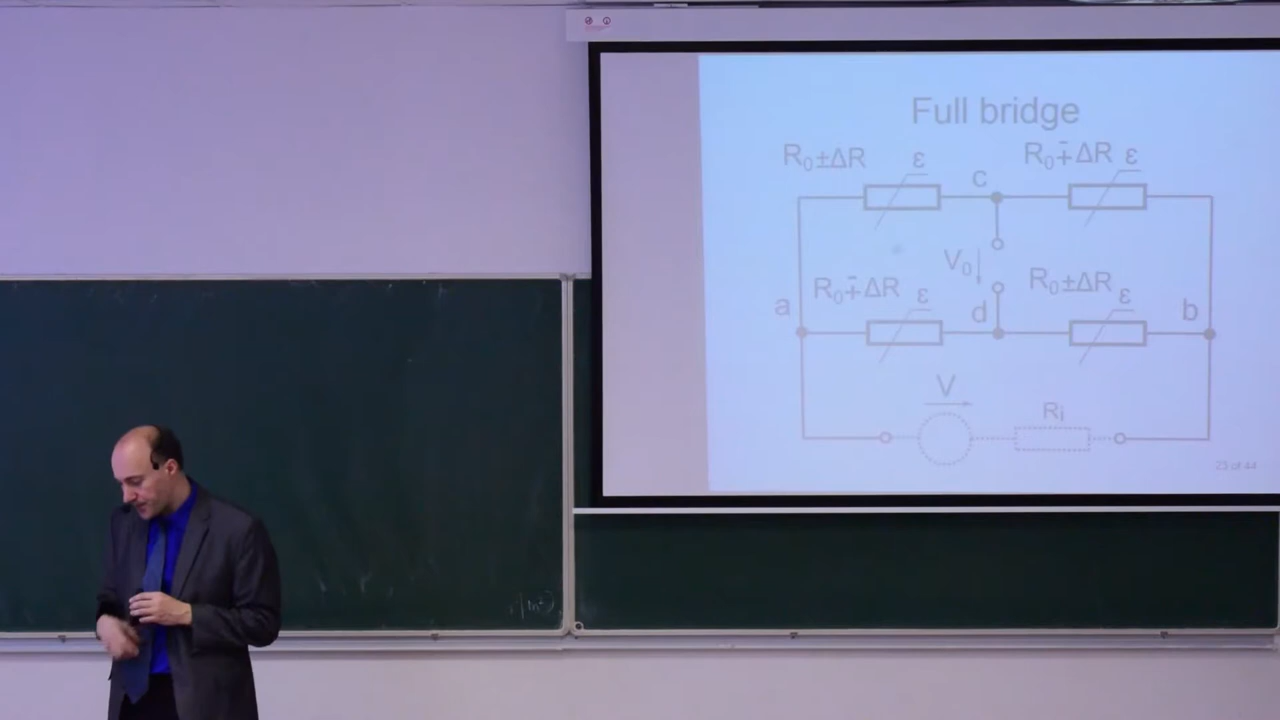 Full bridge
R₀±ΔR ε
R₀∓ΔR ε
c
V₀
R₀∓ΔR ε
R₀±ΔR ε
a
d
b
V
Rᵢ
23 of 44